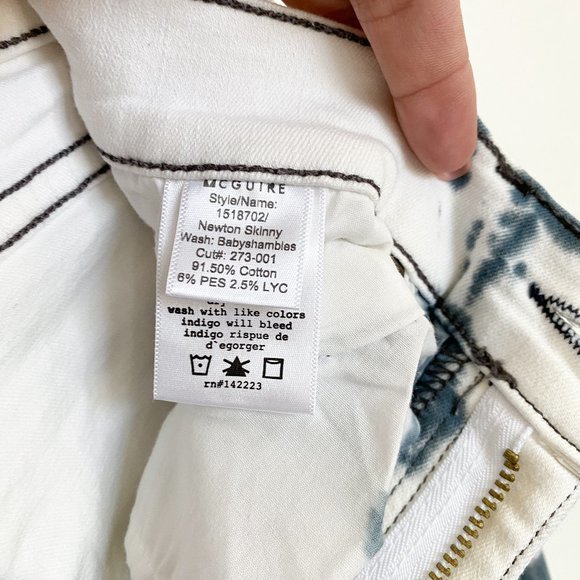 MCGUIRE
Style/Name:
1518702/
Newton Skinny
Wash: Babyshambles
Cut#: 273-001
91.50% Cotton
6% PES 2.5% LYC
wash with like colors
indigo will bleed
indigo rispue de
d`egorger
rn#142223